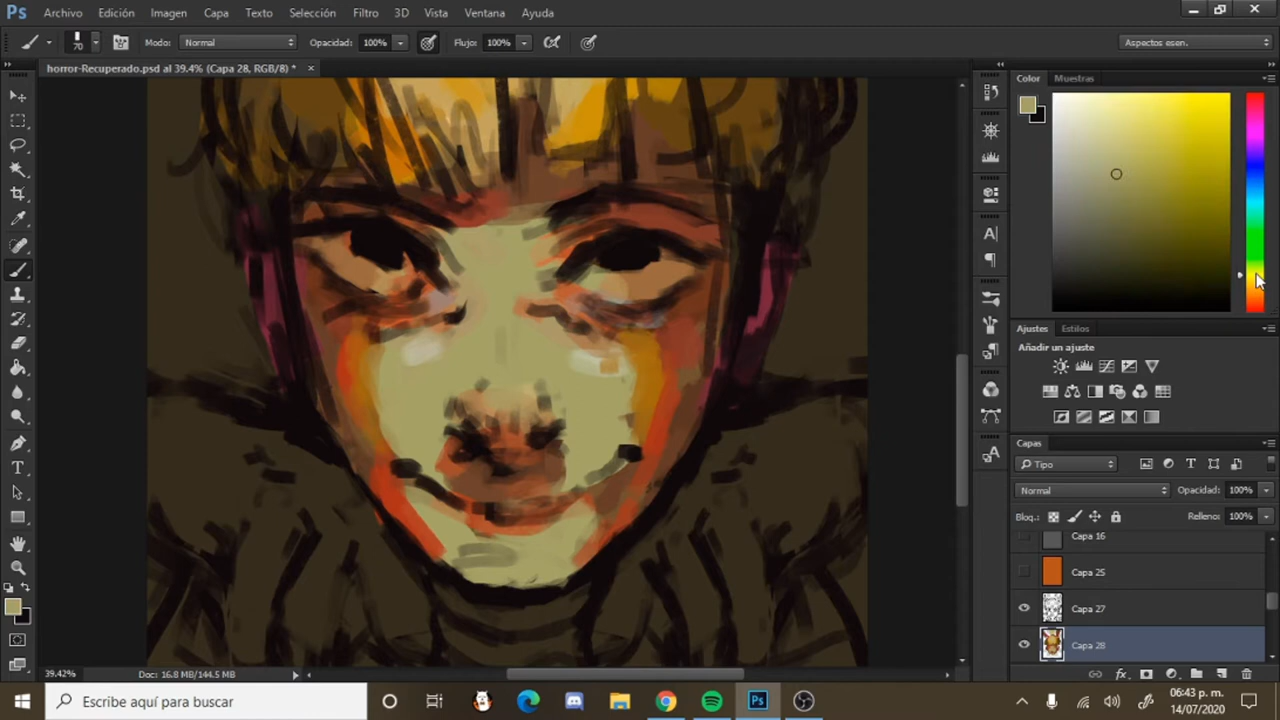 Ps Archivo Edición Imagen Capa Texto Selección Filtro 3D Vista Ventana Ayuda
70 Modo: Normal Opacidad: 100% Flujo: 100% Aspectos esen.
horror-Recuperado.psd al 39.4% (Capa 28, RGB/8) * ×
Color Muestras
Ajustes Estilos
Añadir un ajuste
Capas
Tipo
Normal Opacidad: 100%
Bloq.: Relleno: 100%
Capa 16
Capa 25
Capa 27
Capa 28
39.42% Doc: 16.8 MB/144.5 MB
Escribe aquí para buscar
Ps
06:43 p. m.
14/07/2020